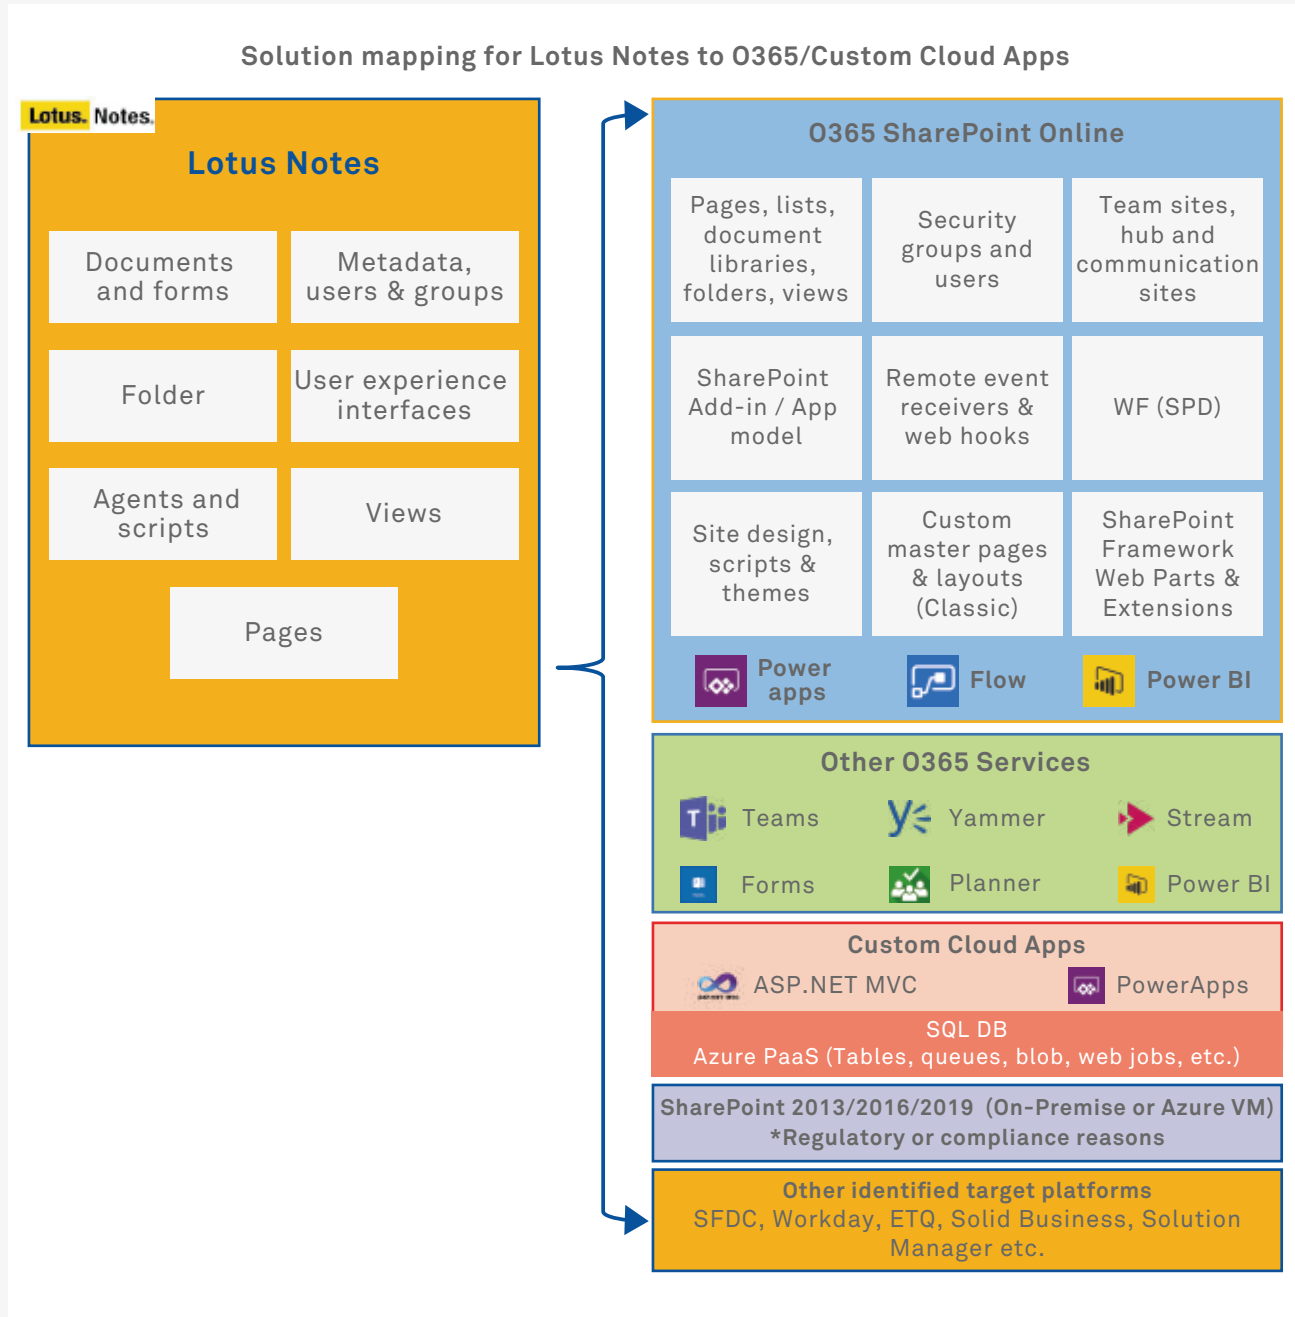 Solution mapping for Lotus Notes to O365/Custom Cloud Apps
Lotus. Notes.
Lotus Notes
Documents
and forms
Metadata,
users & groups
Folder
User experience
interfaces
Agents and
scripts
Views
Pages
O365 SharePoint Online
Pages, lists,
document
libraries,
folders, views
Security
groups and
users
Team sites,
hub and
communication
sites
SharePoint
Add-in / App
model
Remote event
receivers &
web hooks
WF (SPD)
Site design,
scripts &
themes
Custom
master pages
& layouts
(Classic)
SharePoint
Framework
Web Parts &
Extensions
Power
apps
Flow
Power BI
Other O365 Services
Teams
Yammer
Stream
Forms
Planner
Power BI
Custom Cloud Apps
ASP.NET MVC
PowerApps
SQL DB
Azure PaaS (Tables, queues, blob, web jobs, etc.)
SharePoint 2013/2016/2019 (On-Premise or Azure VM)
*Regulatory or compliance reasons
Other identified target platforms
SFDC, Workday, ETQ, Solid Business, Solution
Manager etc.